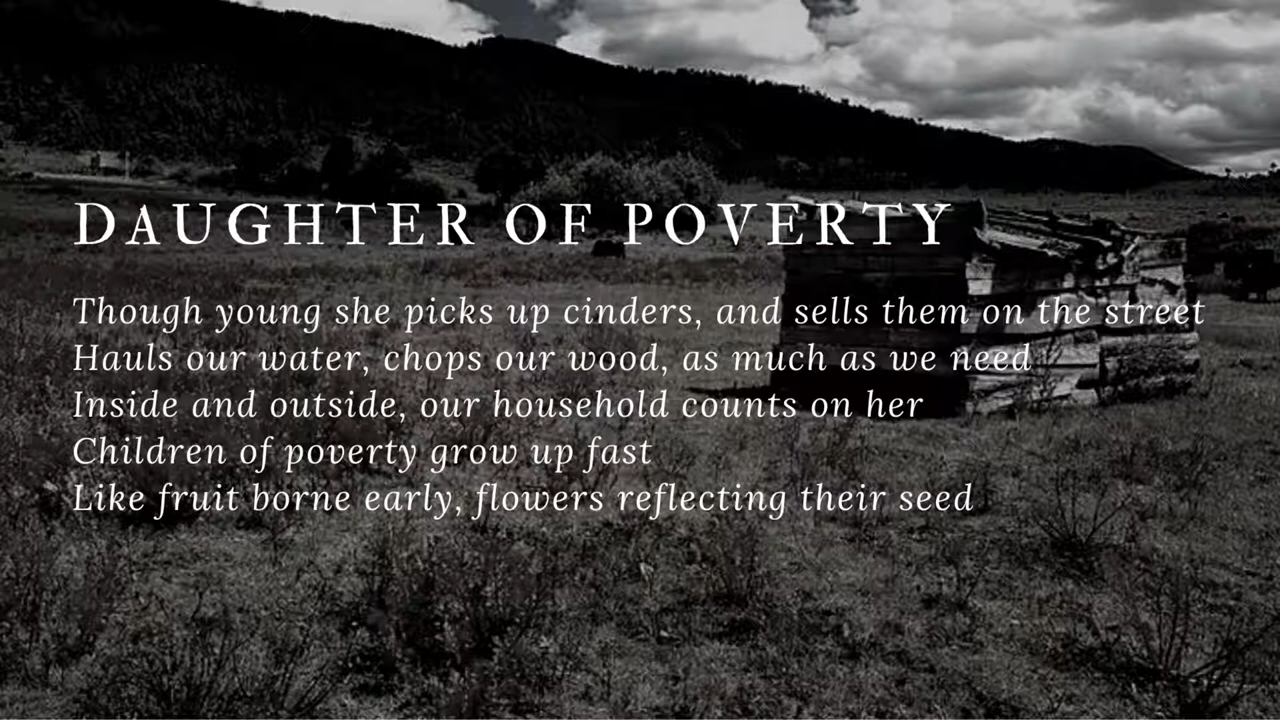 DAUGHTER OF POVERTY
Though young she picks up cinders, and sells them on the street
Hauls our water, chops our wood, as much as we need
Inside and outside, our household counts on her
Children of poverty grow up fast
Like fruit borne early, flowers reflecting their seed